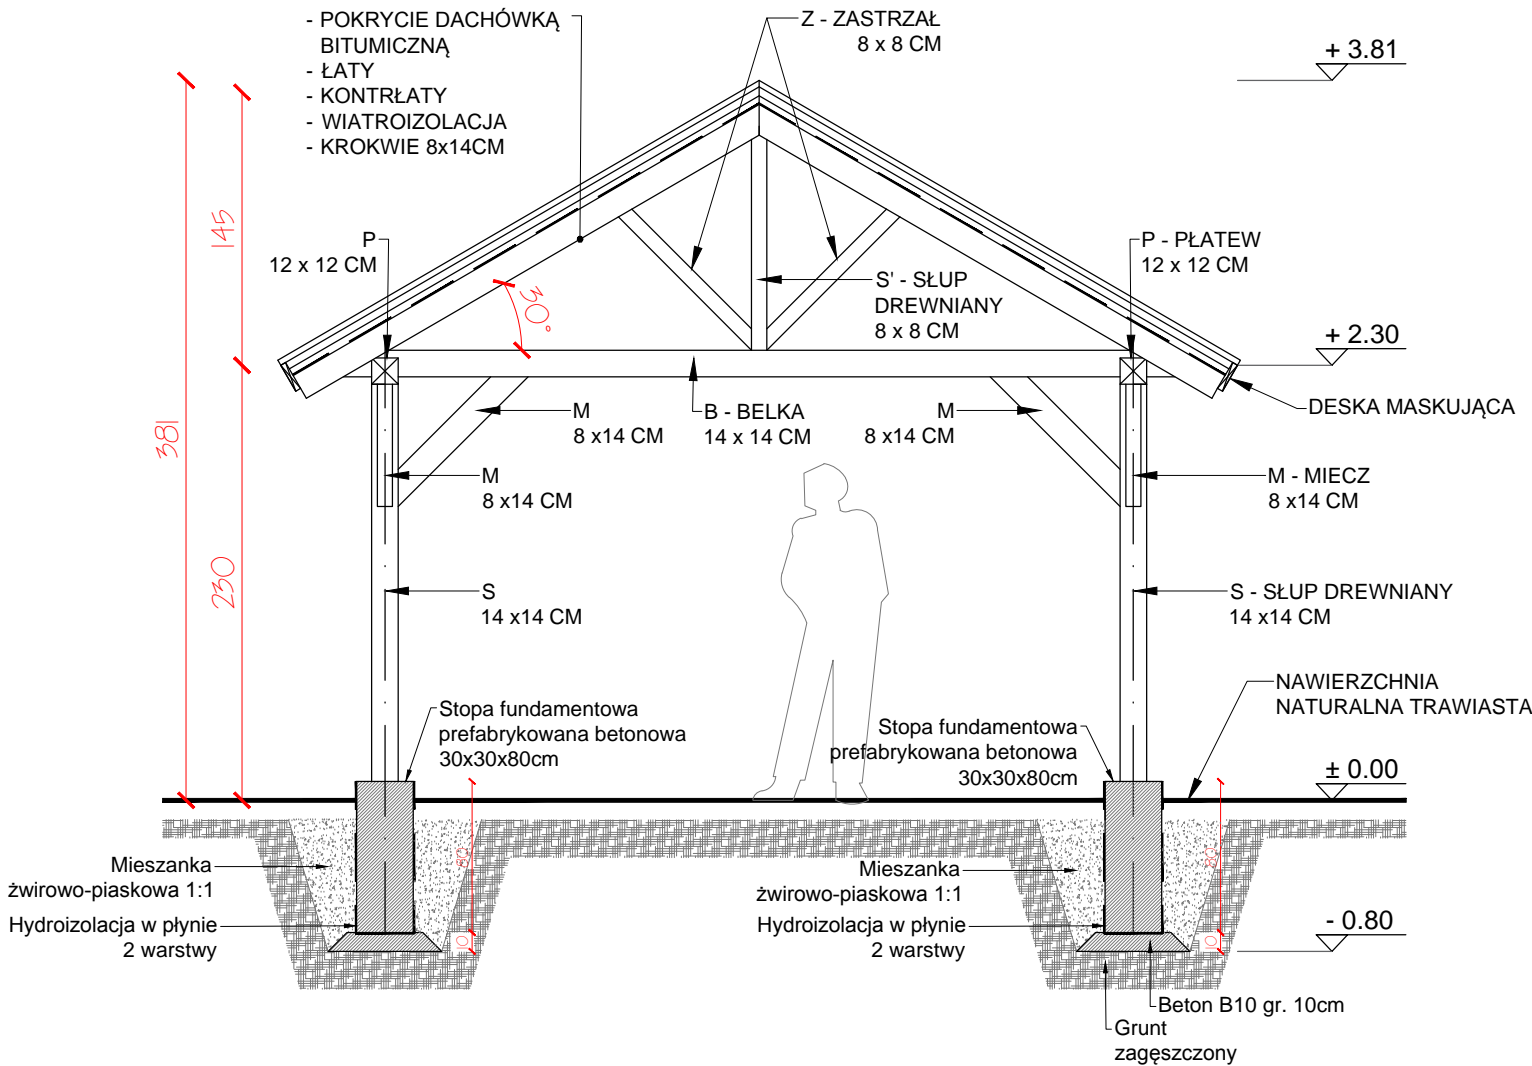 - POKRYCIE DACHÓWKĄ
BITUMICZNĄ
- ŁATY
- KONTRŁATY
- WIATROIZOLACJA
- KROKWIE 8x14CM
Z - ZASTRZAŁ
8 x 8 CM
+ 3.81
145
P
12 x 12 CM
30°
S' - SŁUP
DREWNIANY
8 x 8 CM
P - PŁATEW
12 x 12 CM
+ 2.30
DESKA MASKUJĄCA
381
M
8 x14 CM
B - BELKA
14 x 14 CM
M
8 x14 CM
M
8 x14 CM
M - MIECZ
8 x14 CM
230
S
14 x14 CM
S - SŁUP DREWNIANY
14 x14 CM
NAWIERZCHNIA
NATURALNA TRAWIASTA
Stopa fundamentowa
prefabrykowana betonowa
30x30x80cm
Stopa fundamentowa
prefabrykowana betonowa
30x30x80cm
± 0.00
80
80
Mieszanka
żwirowo-piaskowa 1:1
Hydroizolacja w płynie
2 warstwy
10
Mieszanka
żwirowo-piaskowa 1:1
Hydroizolacja w płynie
2 warstwy
10
- 0.80
Beton B10 gr. 10cm
Grunt
zagęszczony